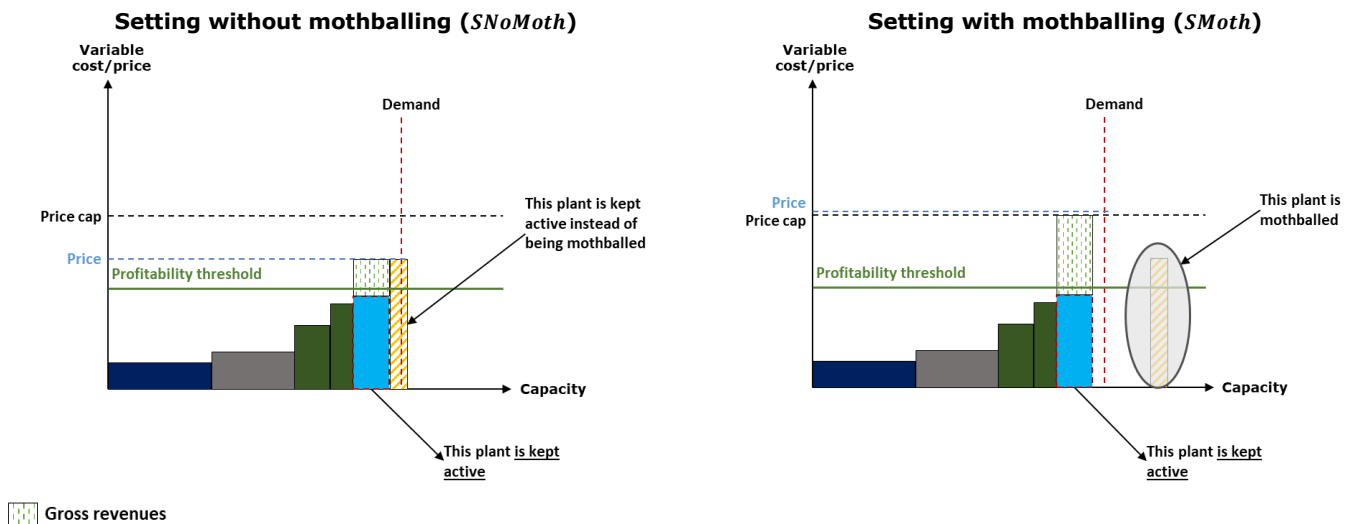 Setting without mothballing (SNoMoth)
Variable
cost/price
Demand
Price cap
Price
Profitability threshold
This plant is kept
active instead of
being mothballed
Capacity
This plant is kept
active
Gross revenues
Setting with mothballing (SMoth)
Variable
cost/price
Demand
Price
Price cap
Profitability threshold
This plant is
mothballed
Capacity
This plant is kept
active